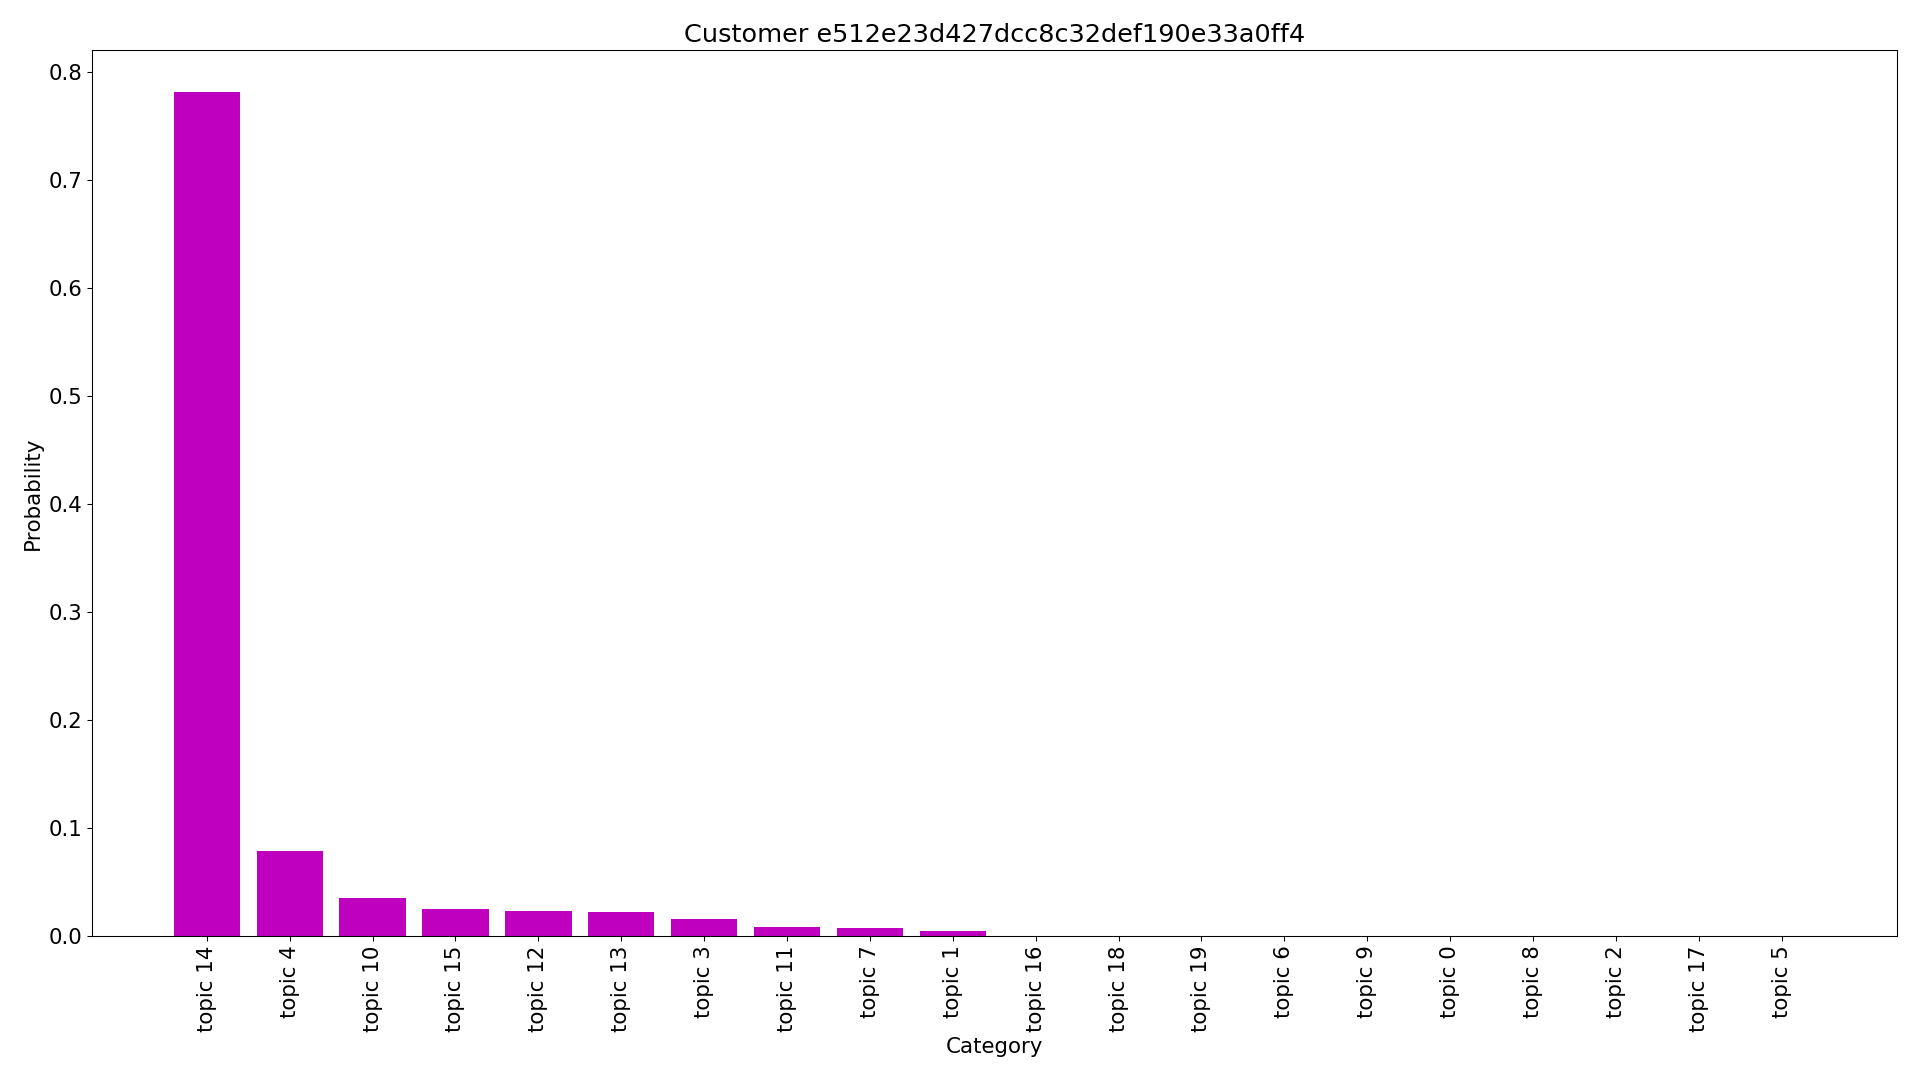 Customer e512e23d427dcc8c32def190e33a0ff4
Probability
0.8
0.7
0.6
0.5
0.4
0.3
0.2
0.1
0.0
topic 14
topic 4
topic 10
topic 15
topic 12
topic 13
topic 3
topic 11
topic 7
topic 1
topic 16
topic 18
topic 19
topic 6
topic 9
topic 0
topic 8
topic 2
topic 17
topic 5
Category